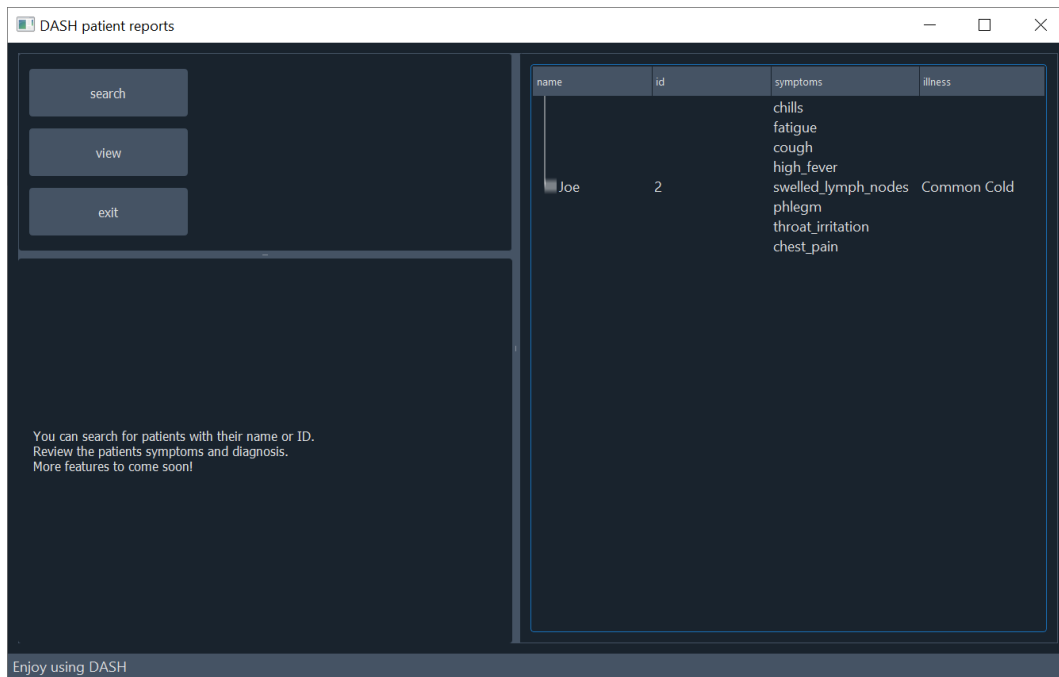 DASH patient reports
search
view
exit
You can search for patients with their name or ID.
Review the patients symptoms and diagnosis.
More features to come soon!
name id symptoms illness
chills
fatigue
cough
high_fever
Joe 2 swelled_lymph_nodes Common Cold
phlegm
throat_irritation
chest_pain
Enjoy using DASH